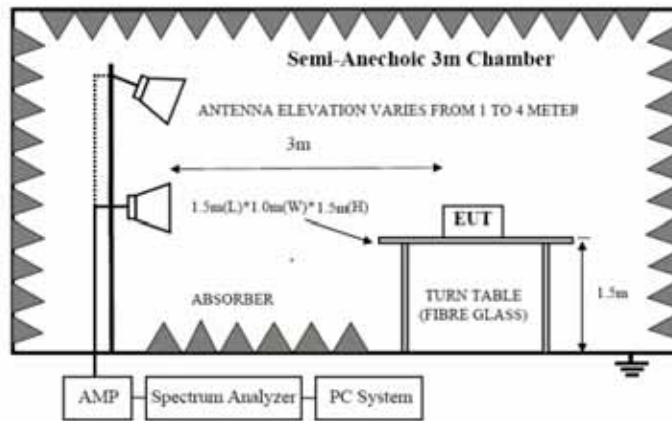 Semi-Anechoic 3m Chamber
ANTENNA ELEVATION VARIES FROM 1 TO 4 METER
3m
1.5m(L)*1.0m(W)*1.5m(H)
EUT
ABSORBER
TURN TABLE
(FIBRE GLASS)
1.5m
AMP
Spectrum Analyzer
PC System